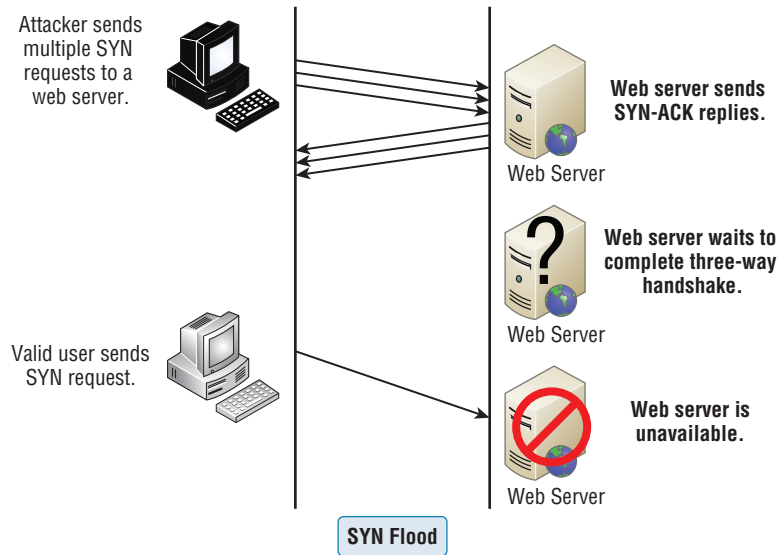 Attacker sends
multiple SYN
requests to a
web server.
Web server sends
SYN-ACK replies.
Web Server
?
Web server waits to
complete three-way
handshake.
Web Server
Valid user sends
SYN request.
Web server is
unavailable.
Web Server
SYN Flood